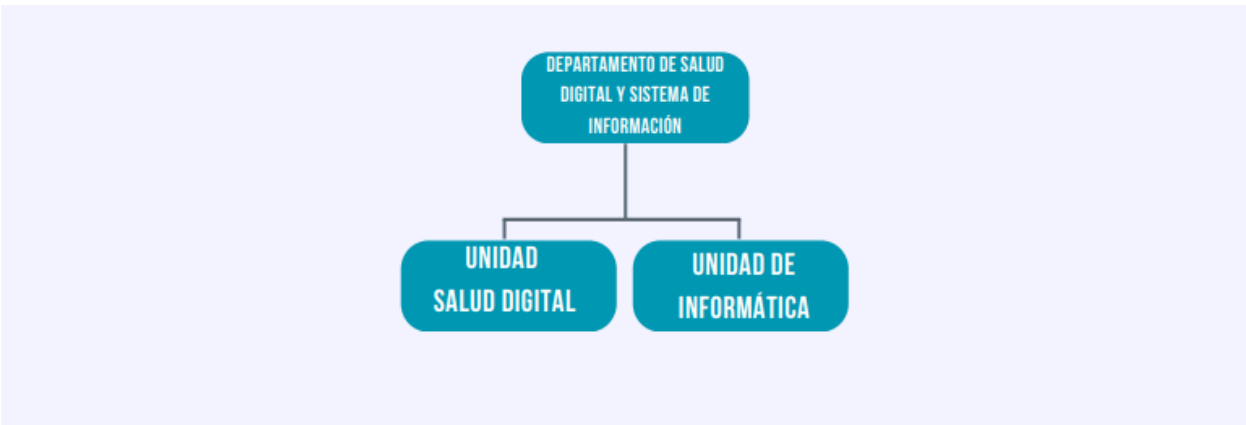 DEPARTAMENTO DE SALUD
DIGITAL Y SISTEMA DE
INFORMACIÓN
UNIDAD
SALUD DIGITAL
UNIDAD DE
INFORMÁTICA